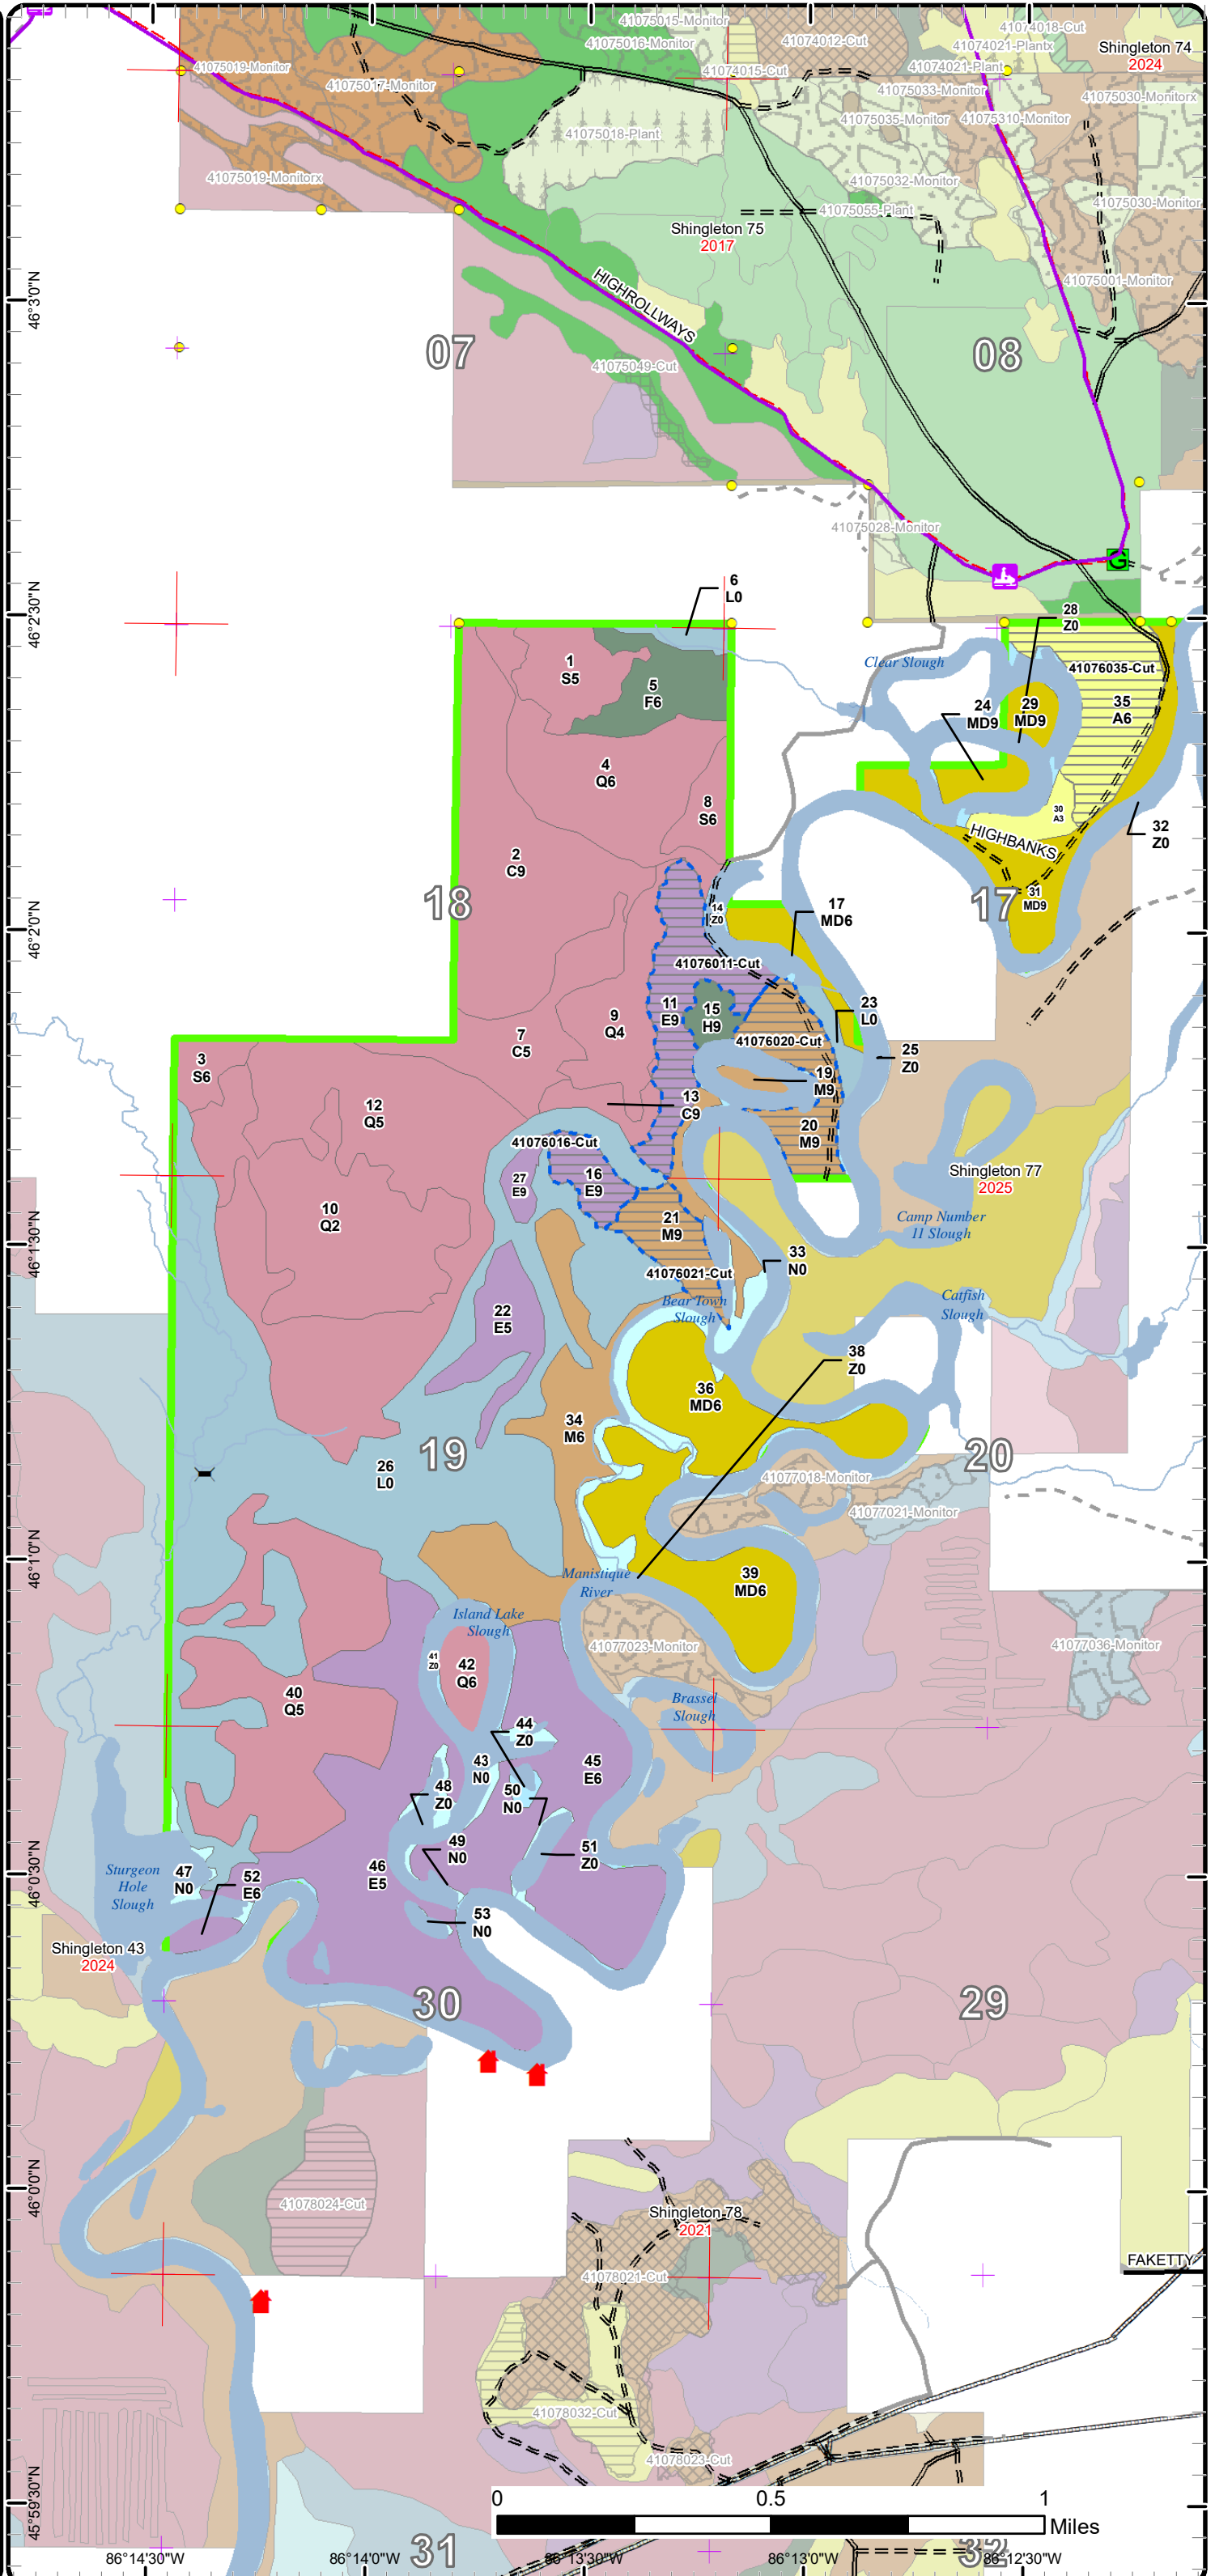 41075015-Monitor
41074018-Cut
41075016-Monitor
41074012-Cut
41074021-Plantx
Shingleton 74
2024
41075019-Monitor
41074015-Cut
41074021-Plant
41075017-Monitor
41075033-Monitor
41075030-Monitorx
41075035-Monitor
41075310-Monitor
41075018-Plant
41075019-Monitorx
41075032-Monitor
41075030-Monitor
41075055-Plant
Shingleton 75
2017
41075001-Monitor
HIGHROLLWAYS
46°3'0"N
07
08
41075049-Cut
41075028-Monitor
G
46°2'30"N
6
L0
28
Z0
Clear Slough
1
S5
41076035-Cut
5
F6
24
MD9
29
MD9
35
A6
4
Q6
8
S6
30
A3
HIGHBANKS
32
Z0
2
C9
18
17
31
MD9
14
Z0
17
MD6
46°2'0"N
41076011-Cut
11
E9
15
H9
23
L0
9
Q4
7
C5
41076020-Cut
25
Z0
3
S6
19
M9
13
C9
12
Q5
20
M9
41076016-Cut
16
E9
27
E9
Shingleton 77
2025
10
Q2
21
M9
Camp Number
11 Slough
46°1'30"N
33
N0
41076021-Cut
Bear Town
Slough
Catfish
Slough
22
E5
38
Z0
36
MD6
34
M6
19
20
26
L0
41077018-Monitor
41077021-Monitor
46°1'0"N
Manistique
River
39
MD6
Island Lake
Slough
41077023-Monitor
41077036-Monitor
41
Z0
42
Q6
40
Q5
Brassel
Slough
44
Z0
43
N0
45
E6
48
Z0
50
N0
49
N0
51
Z0
46°0'30"N
Sturgeon
Hole
Slough
47
N0
52
E6
46
E5
53
N0
Shingleton 43
2024
30
29
46°0'0"N
41078024-Cut
Shingleton 78
2021
FAKETTY
41078021-Cut
41078032-Cut
41078023-Cut
45°59'30"N
0
0.5
1
Miles
31
32
86°14'30"W
86°14'0"W
86°13'30"W
86°13'0"W
86°12'30"W